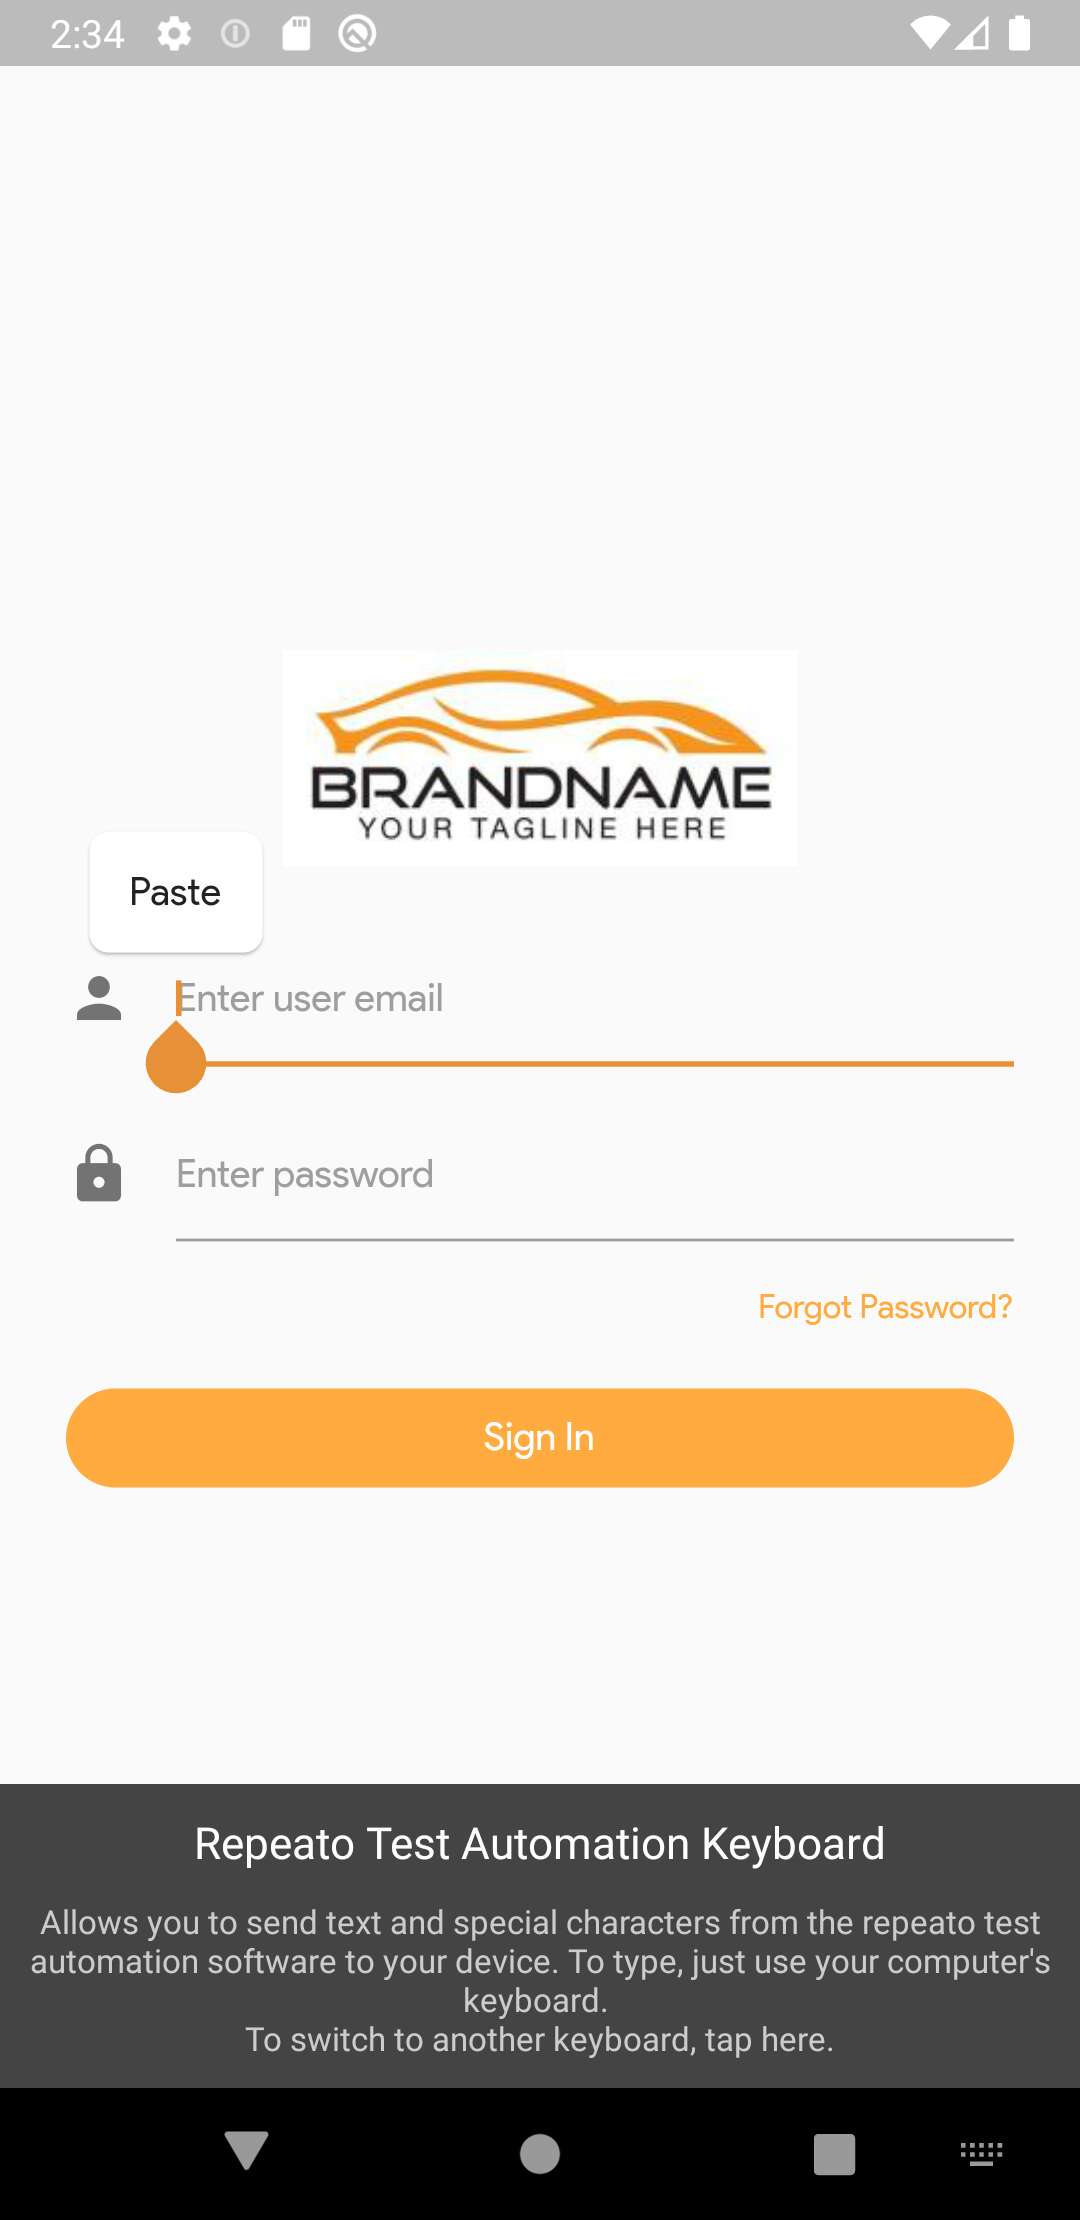 2:34
BRANDNAME
YOUR TAGLINE HERE
Paste
Enter user email
Enter password
Forgot Password?
Sign In
Repeato Test Automation Keyboard
Allows you to send text and special characters from the repeato test
automation software to your device. To type, just use your computer's
keyboard.
To switch to another keyboard, tap here.